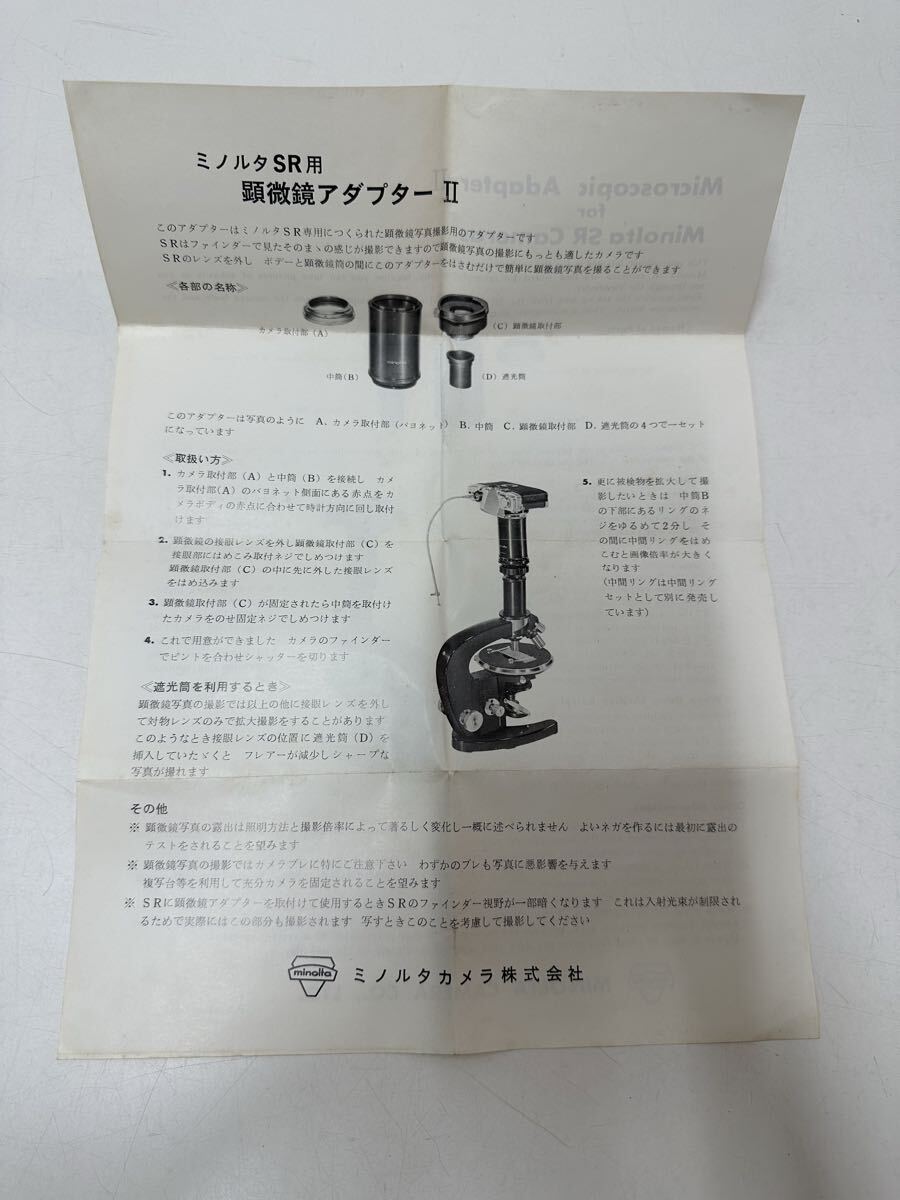 ミノルタSR用
顕微鏡アダプターⅡ
このアダプターはミノルタSR専用につくられた顕微鏡写真撮影用のアダプターです
SRはファインダーで見たそのまゝの感じが撮影できますので顕微鏡写真の撮影にもっとも適したカメラです
SRのレンズを外し　ボデーと顕微鏡筒の間にこのアダプターをはさむだけで簡単に顕微鏡写真を撮ることができます
≪各部の名称≫
カメラ取付部（A）
（C）顕微鏡取付部
minolta
中筒（B）
（D）遮光筒
このアダプターは写真のように　A．カメラ取付部（バヨネット）　B．中筒　C．顕微鏡取付部　D．遮光筒の4つで一セット
になっています
≪取扱い方≫
1. カメラ取付部（A）と中筒（B）を接続し　カメ
ラ取付部（A）のバヨネット側面にある赤点をカ
メラボディの赤点に合わせて時計方向に回し取付
けます
2. 顕微鏡の接眼レンズを外し顕微鏡取付部（C）を
接眼部にはめこみ取付ネジでしめつけます
顕微鏡取付部（C）の中に先に外した接眼レンズ
をはめ込みます
3. 顕微鏡取付部（C）が固定されたら中筒を取付け
たカメラをのせ固定ネジでしめつけます
4. これで用意ができました　カメラのファインダー
でピントを合わせシャッターを切ります
≪遮光筒を利用するとき≫
顕微鏡写真の撮影では以上の他に接眼レンズを外し
て対物レンズのみで拡大撮影をすることがあります
このようなとき接眼レンズの位置に遮光筒（D）を
挿入していたゞくと　フレアーが減少しシャープな
写真が撮れます
5. 更に被検物を拡大して撮
影したいときは　中筒B
の下部にあるリングのネ
ジをゆるめて2分し　そ
の間に中間リングをはめ
こむと画像倍率が大きく
なります
（中間リングは中間リング
セットとして別に発売し
ています）
その他
※ 顕微鏡写真の露出は照明方法と撮影倍率によって著るしく変化し一概に述べられません　よいネガを作るには最初に露出の
テストをされることを望みます
※ 顕微鏡写真の撮影ではカメラブレに特にご注意下さい　わずかのブレも写真に悪影響を与えます
複写台等を利用して充分カメラを固定されることを望みます
※ SRに顕微鏡アダプターを取付けて使用するときSRのファインダー視野が一部暗くなります　これは入射光束が制限され
るためで実際にはこの部分も撮影されます　写すときこのことを考慮して撮影してください
minolta
ミノルタカメラ株式会社